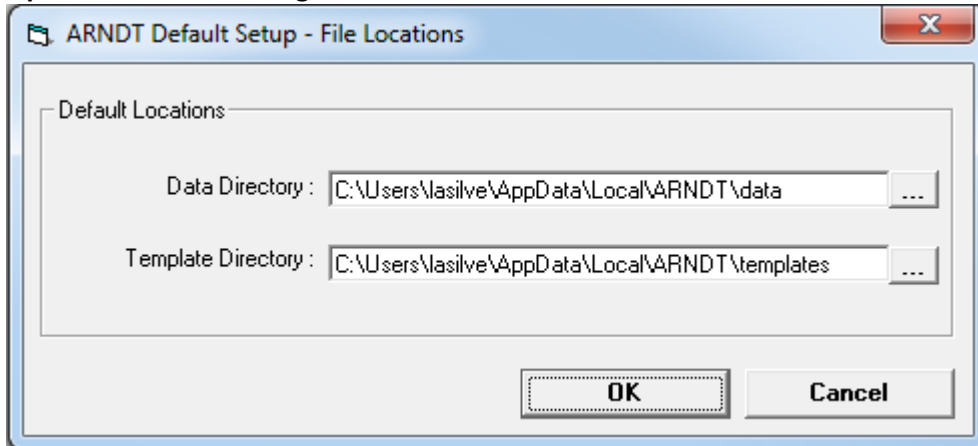 ARNDT Default Setup - File Locations
Default Locations
Data Directory : C:\Users\lasilve\AppData\Local\ARNDT\data ...
Template Directory : C:\Users\lasilve\AppData\Local\ARNDT\templates ...
OK Cancel